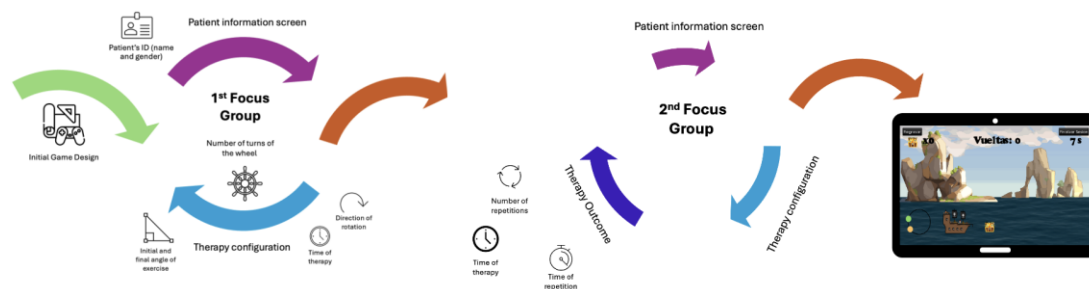 Patient information screen
Patient's ID (name
and gender)
1st Focus
Group
Initial Game Design
Number of turns of
the wheel
Direction of
rotation
Time of
therapy
Initial and
final angle of
exercise
Therapy configuration
Patient information screen
2nd Focus
Group
Therapy Outcome
Therapy configuration
Number of
repetitions
Time of
therapy
Time of
repetition
Regresar
x0
Vueltas: 0
7s